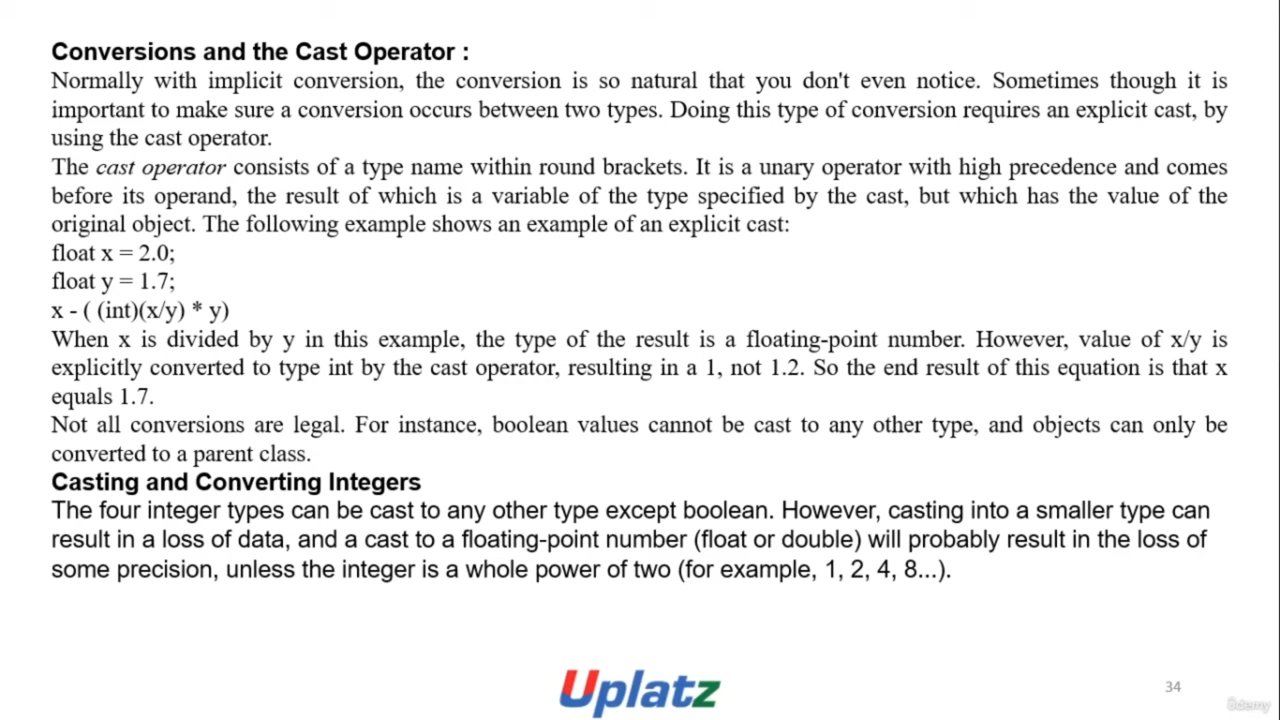 Conversions and the Cast Operator :
Normally with implicit conversion, the conversion is so natural that you don't even notice. Sometimes though it is
important to make sure a conversion occurs between two types. Doing this type of conversion requires an explicit cast, by
using the cast operator.
The cast operator consists of a type name within round brackets. It is a unary operator with high precedence and comes
before its operand, the result of which is a variable of the type specified by the cast, but which has the value of the
original object. The following example shows an example of an explicit cast:
float x = 2.0;
float y = 1.7;
x - ( (int)(x/y) * y)
When x is divided by y in this example, the type of the result is a floating-point number. However, value of x/y is
explicitly converted to type int by the cast operator, resulting in a 1, not 1.2. So the end result of this equation is that x
equals 1.7.
Not all conversions are legal. For instance, boolean values cannot be cast to any other type, and objects can only be
converted to a parent class.
Casting and Converting Integers
The four integer types can be cast to any other type except boolean. However, casting into a smaller type can
result in a loss of data, and a cast to a floating-point number (float or double) will probably result in the loss of
some precision, unless the integer is a whole power of two (for example, 1, 2, 4, 8...).
Uplatz
34
ûdemy